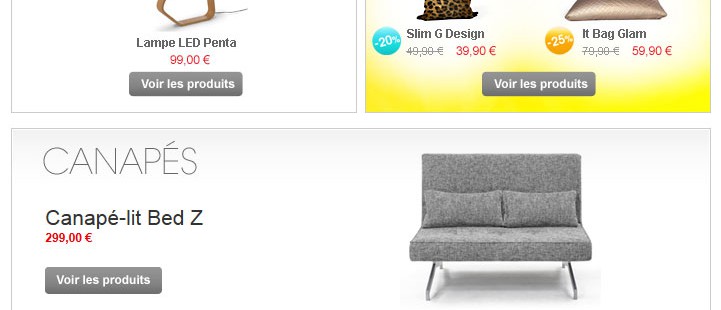 Lampe LED Penta
99,00 €
Voir les produits
-20%
Slim G Design
49,90 € 39,90 €
-25%
It Bag Glam
79,90 € 59,90 €
Voir les produits
CANAPÉS
Canapé-lit Bed Z
299,00 €
Voir les produits